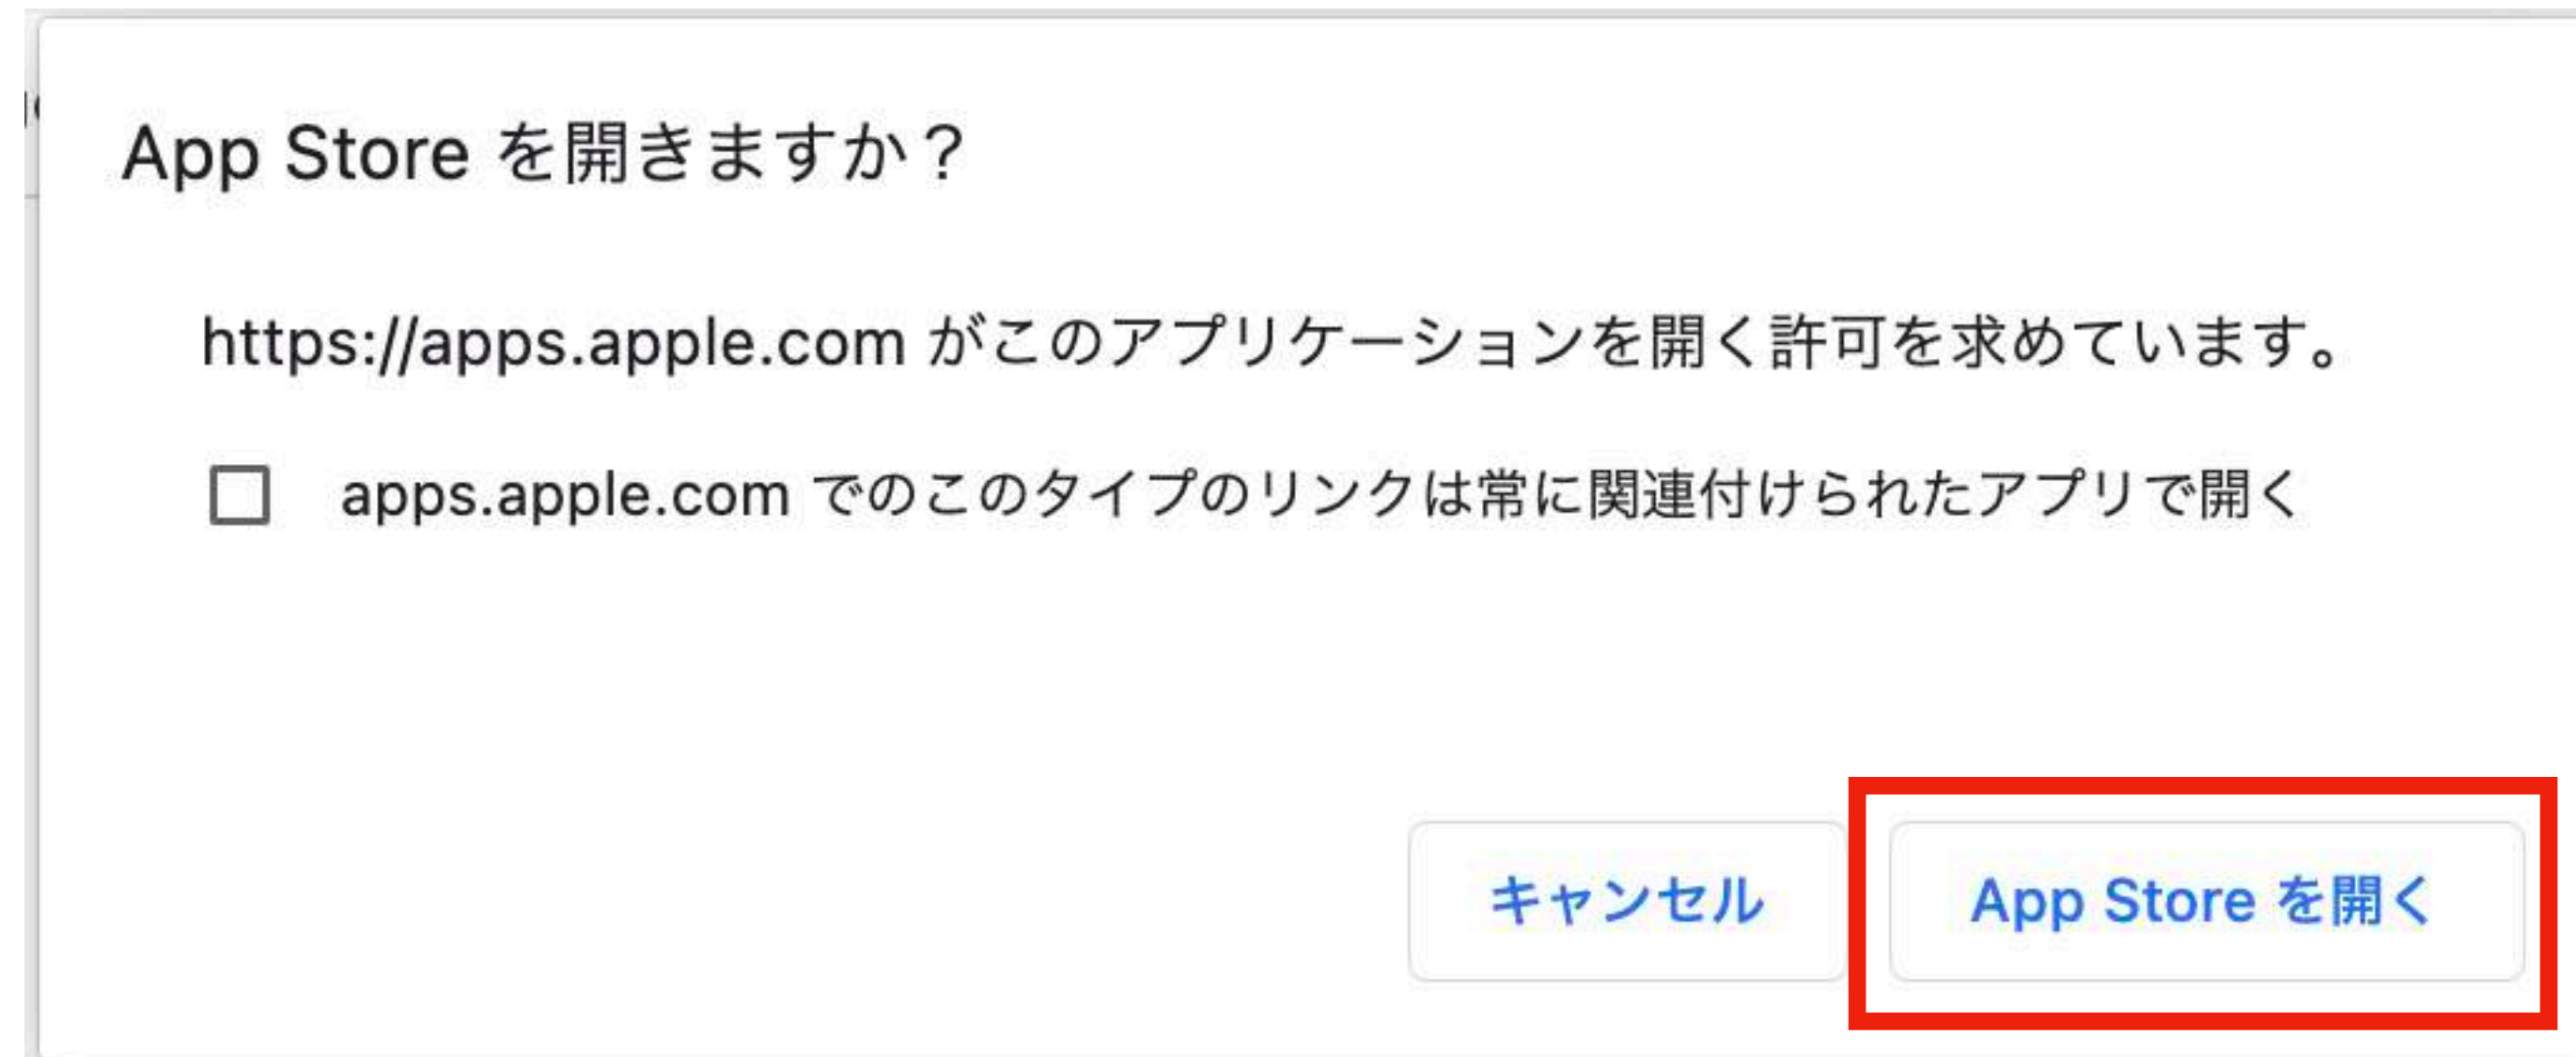 App Store を開きますか？
https://apps.apple.com がこのアプリケーションを開く許可を求めています。
apps.apple.com でのこのタイプのリンクは常に関連付けられたアプリで開く
キャンセル
App Store を開く